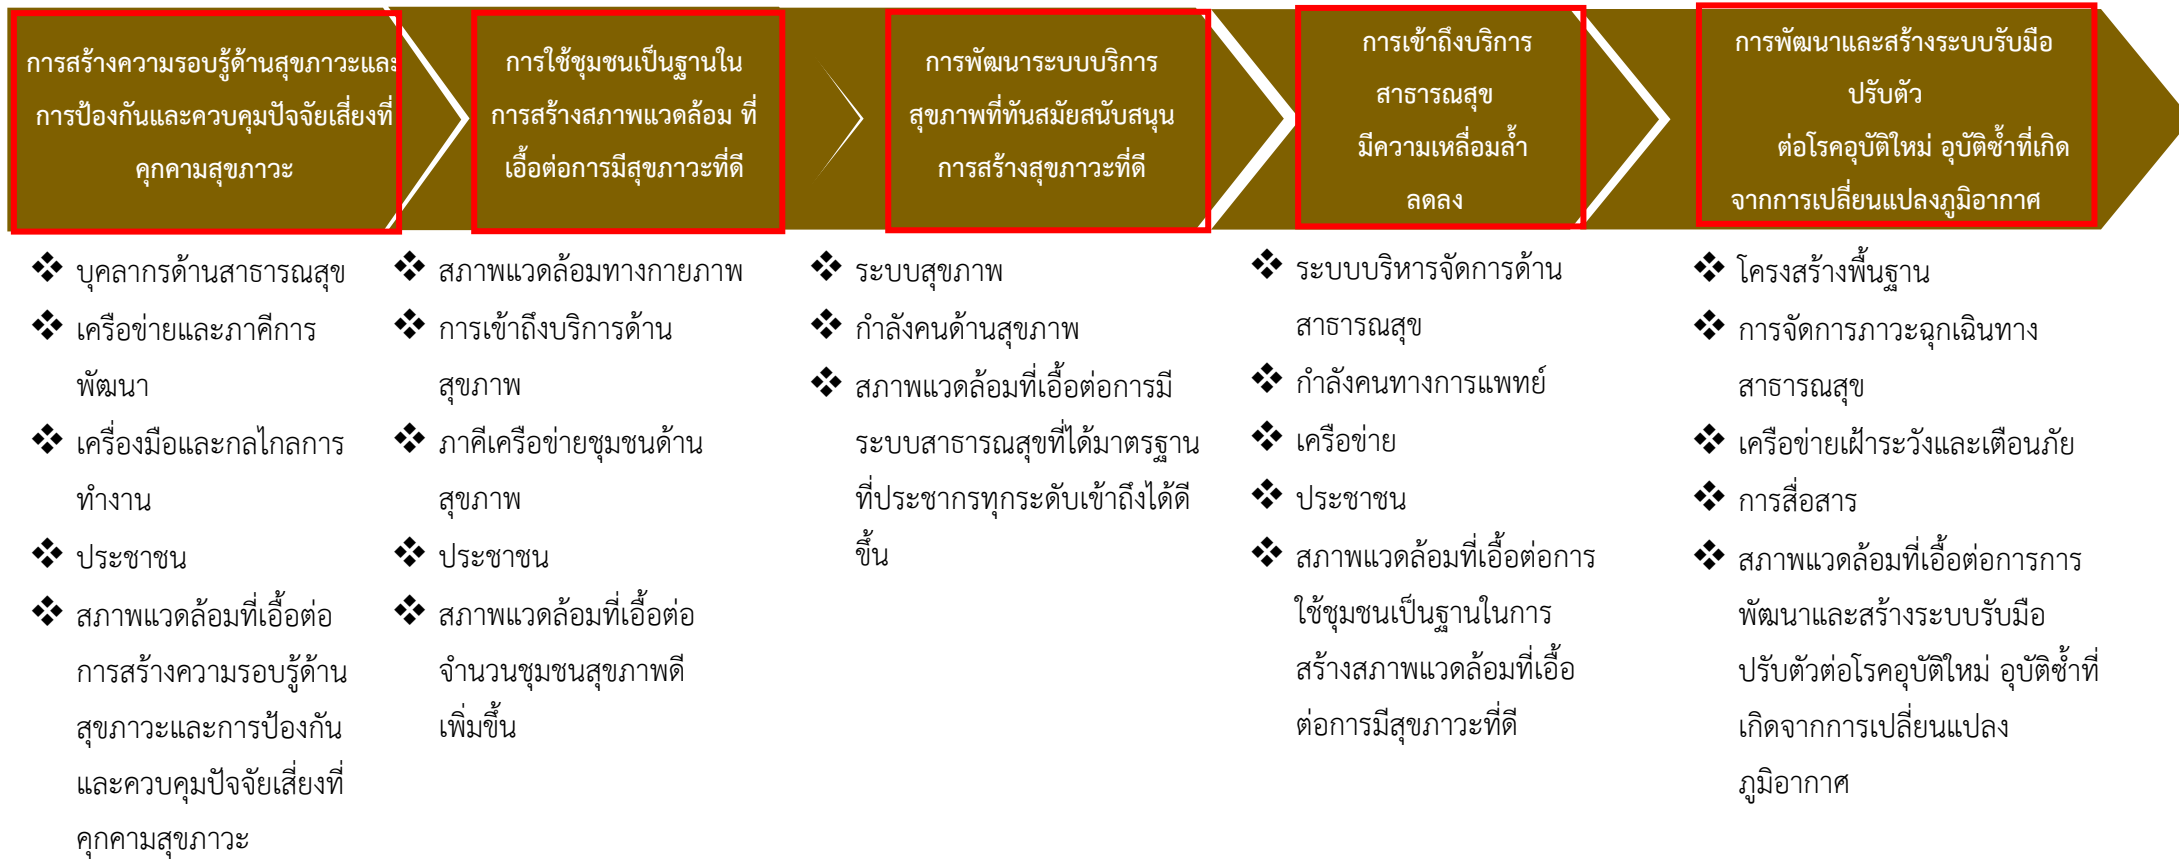 การสร้างความรอบรู้ด้านสุขภาวะและ
การป้องกันและควบคุมปัจจัยเสี่ยงที่
คุกคามสุขภาวะ
การใช้ชุมชนเป็นฐานใน
การสร้างสภาพแวดล้อม ที่
เอื้อต่อการมีสุขภาวะที่ดี
การพัฒนาระบบบริการ
สุขภาพที่ทันสมัยสนับสนุน
การสร้างสุขภาวะที่ดี
การเข้าถึงบริการ
สาธารณสุข
มีความเหลื่อมล้ำ
ลดลง
การพัฒนาและสร้างระบบรับมือ
ปรับตัว
ต่อโรคอุบัติใหม่ อุบัติซ้ำที่เกิด
จากการเปลี่ยนแปลงภูมิอากาศ
❖ บุคลากรด้านสาธารณสุข
❖ เครือข่ายและภาคีการ
พัฒนา
❖ เครื่องมือและกลไกลการ
ทำงาน
❖ ประชาชน
❖ สภาพแวดล้อมที่เอื้อต่อ
การสร้างความรอบรู้ด้าน
สุขภาวะและการป้องกัน
และควบคุมปัจจัยเสี่ยงที่
คุกคามสุขภาวะ
❖ สภาพแวดล้อมทางกายภาพ
❖ การเข้าถึงบริการด้าน
สุขภาพ
❖ ภาคีเครือข่ายชุมชนด้าน
สุขภาพ
❖ ประชาชน
❖ สภาพแวดล้อมที่เอื้อต่อ
จำนวนชุมชนสุขภาพดี
เพิ่มขึ้น
❖ ระบบสุขภาพ
❖ กำลังคนด้านสุขภาพ
❖ สภาพแวดล้อมที่เอื้อต่อการมี
ระบบสาธารณสุขที่ได้มาตรฐาน
ที่ประชากรทุกระดับเข้าถึงได้ดี
ขึ้น
❖ ระบบบริหารจัดการด้าน
สาธารณสุข
❖ กำลังคนทางการแพทย์
❖ เครือข่าย
❖ ประชาชน
❖ สภาพแวดล้อมที่เอื้อต่อการ
ใช้ชุมชนเป็นฐานในการ
สร้างสภาพแวดล้อมที่เอื้อ
ต่อการมีสุขภาวะที่ดี
❖ โครงสร้างพื้นฐาน
❖ การจัดการภาวะฉุกเฉินทาง
สาธารณสุข
❖ เครือข่ายเฝ้าระวังและเตือนภัย
❖ การสื่อสาร
❖ สภาพแวดล้อมที่เอื้อต่อการการ
พัฒนาและสร้างระบบรับมือ
ปรับตัวต่อโรคอุบัติใหม่ อุบัติซ้ำที่
เกิดจากการเปลี่ยนแปลง
ภูมิอากาศ